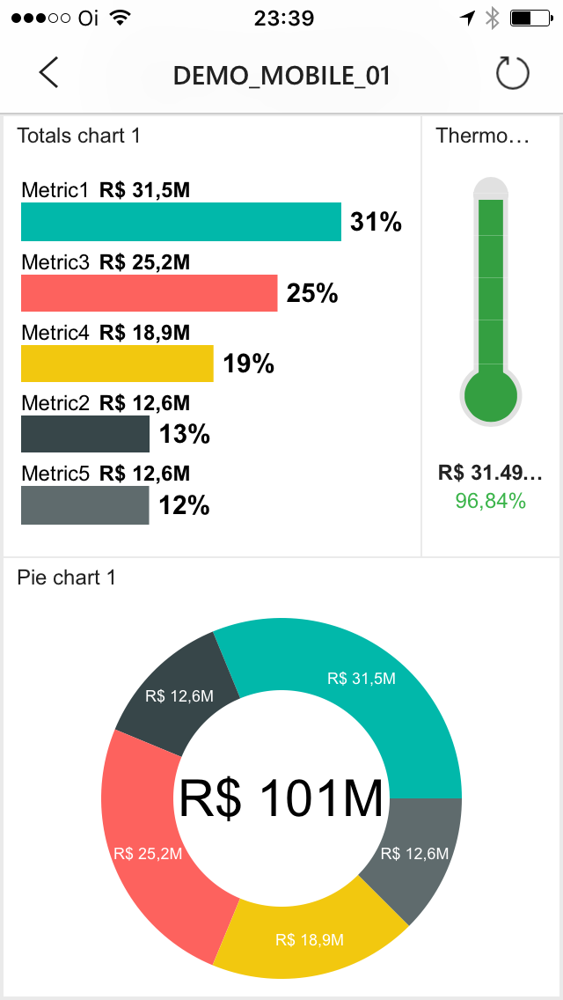 Oi 23:39
DEMO_MOBILE_01
Totals chart 1
Metric1 R$ 31,5M
31%
Metric3 R$ 25,2M
25%
Metric4 R$ 18,9M
19%
Metric2 R$ 12,6M
13%
Metric5 R$ 12,6M
12%
Thermo…
R$ 31.49…
96,84%
Pie chart 1
R$ 31,5M
R$ 12,6M
R$ 101M
R$ 25,2M
R$ 12,6M
R$ 18,9M